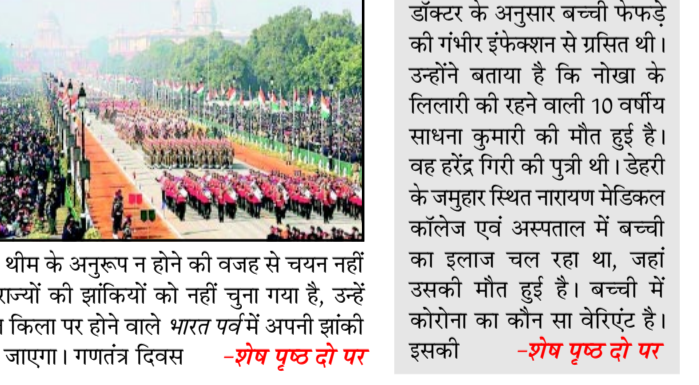 थीम के अनुरूप न होने की वजह से चयन नहीं
राज्यों की झांकियों को नहीं चुना गया है, उन्हें
किला पर होने वाले भारत पर्व में अपनी झांकी
जाएगा। गणतंत्र दिवस –शेष पृष्ठ दो पर
डॉक्टर के अनुसार बच्ची फेफड़े
की गंभीर इंफेक्शन से ग्रसित थी।
उन्होंने बताया है कि नोखा के
लिलारी की रहने वाली 10 वर्षीय
साधना कुमारी की मौत हुई है।
वह हरेंद्र गिरी की पुत्री थी। डेहरी
के जमुहार स्थित नारायण मेडिकल
कॉलेज एवं अस्पताल में बच्ची
का इलाज चल रहा था, जहां
उसकी मौत हुई है। बच्ची में
कोरोना का कौन सा वेरिएंट है।
इसकी –शेष पृष्ठ दो पर